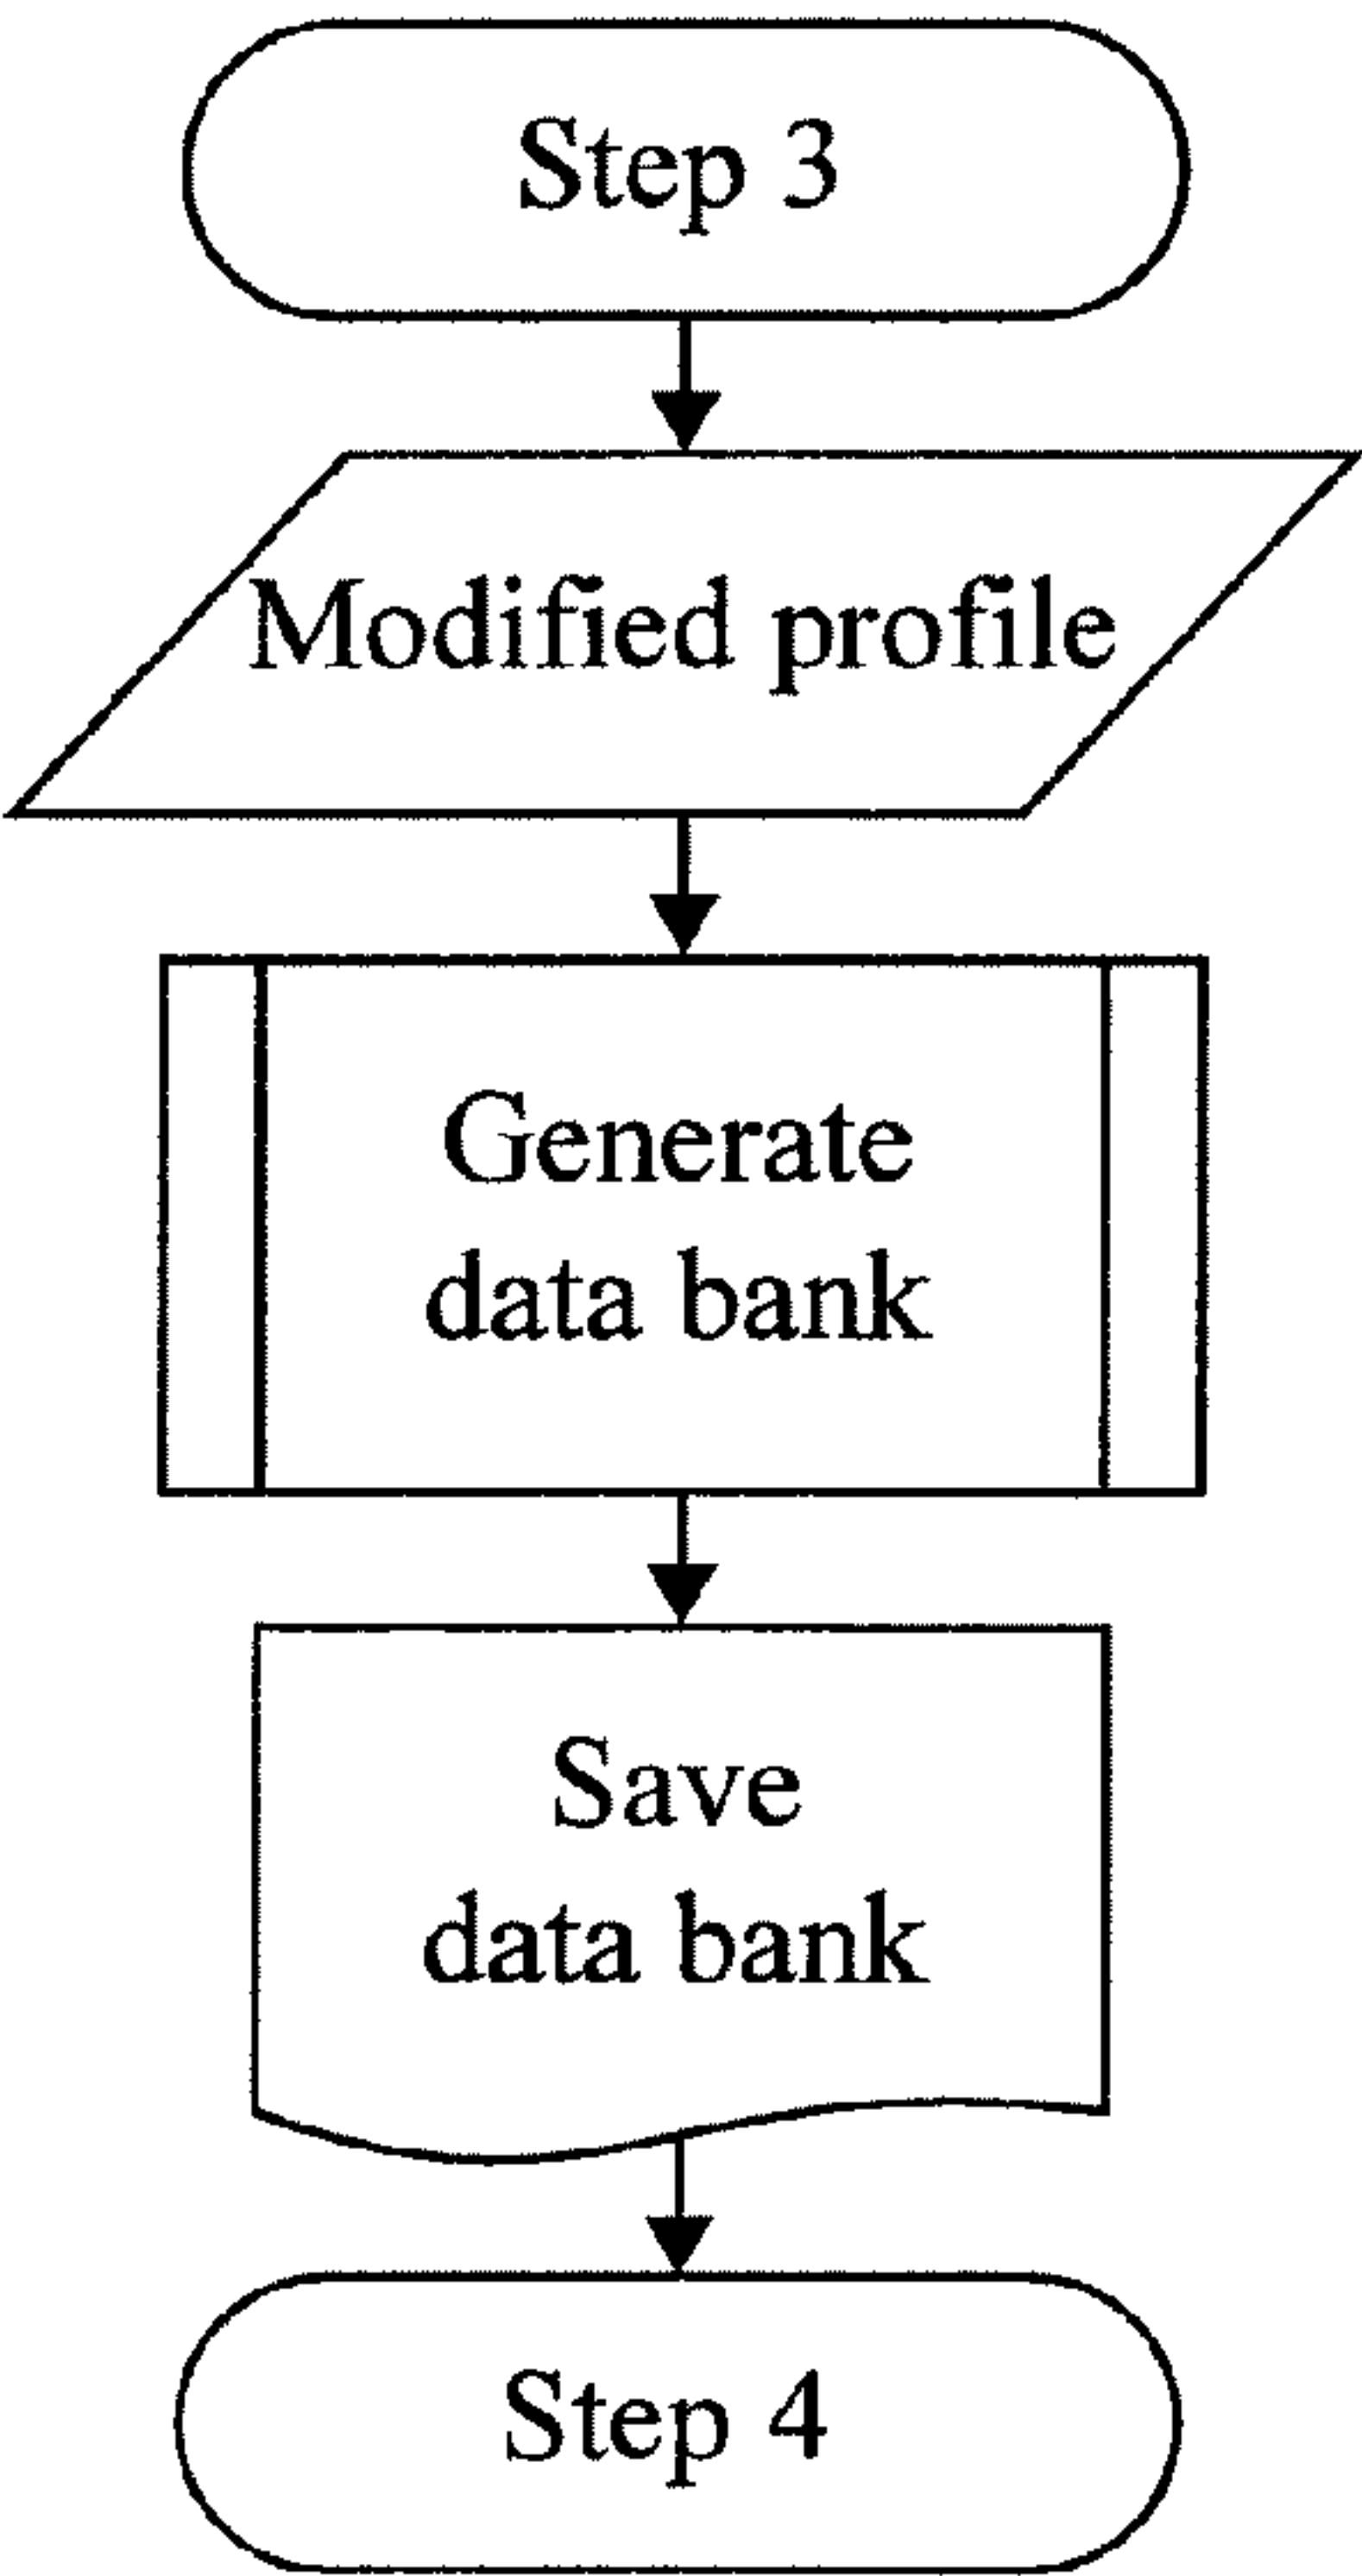 Step 3
Modified profile
Generate
data bank
Save
data bank
Step 4